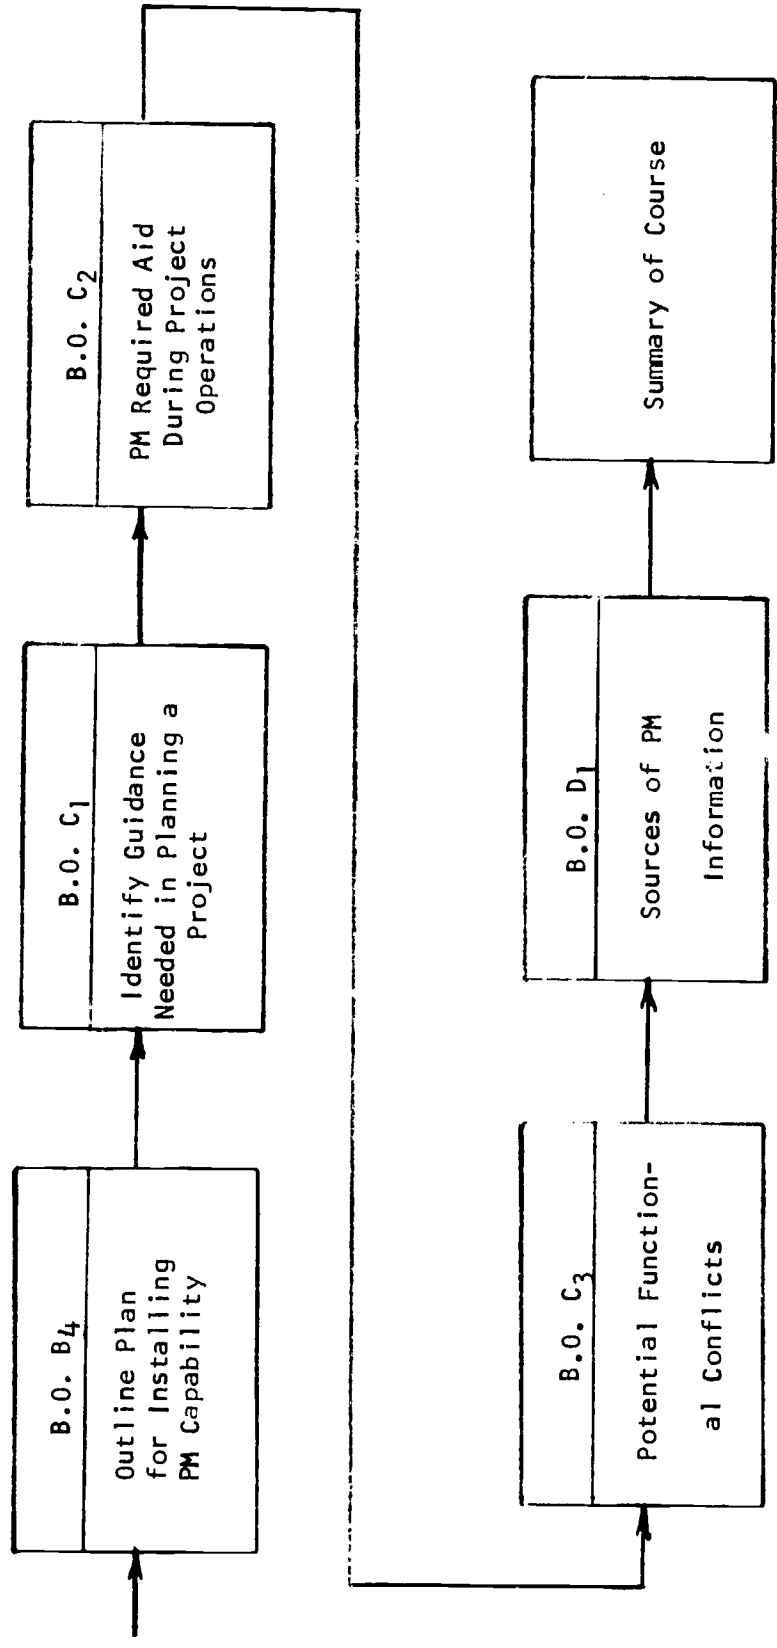 B.O. B4
Outline Plan
for Installing
PM Capability
B.O. C1
Identify Guidance
Needed in Planning a
Project
B.O. C2
PM Required Aid
During Project
Operations
B.O. C3
Potential Function-
al Conflicts
B.O. D1
Sources of PM
Information
Summary of Course